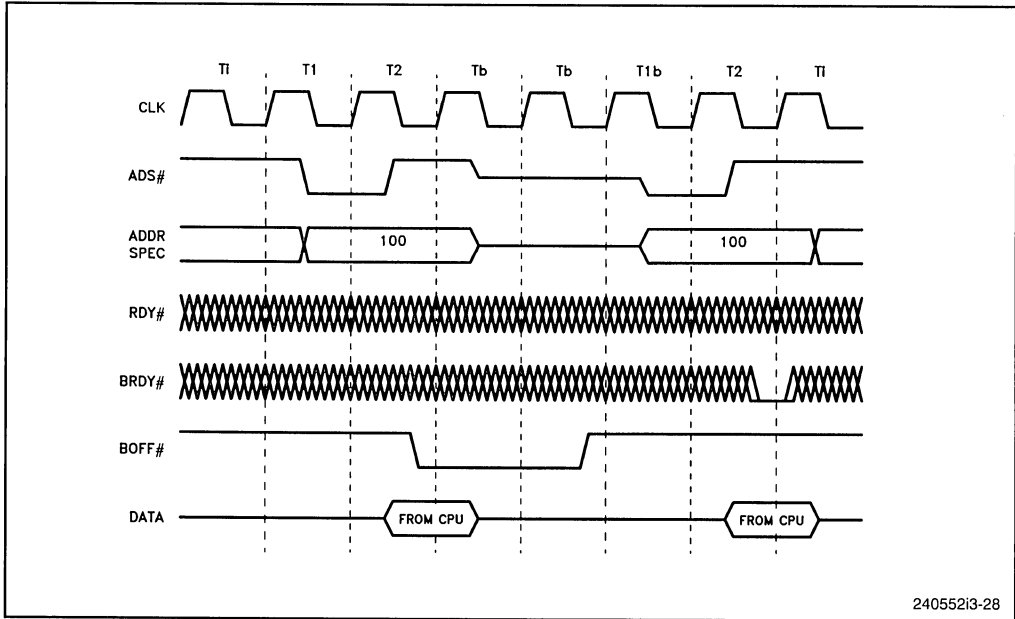 Ti T1 T2 Tb Tb T1b T2 Ti
CLK
ADS#
ADDR
SPEC
100 100
RDY#
BRDY#
BOFF#
DATA
FROM CPU FROM CPU
240552i3-28